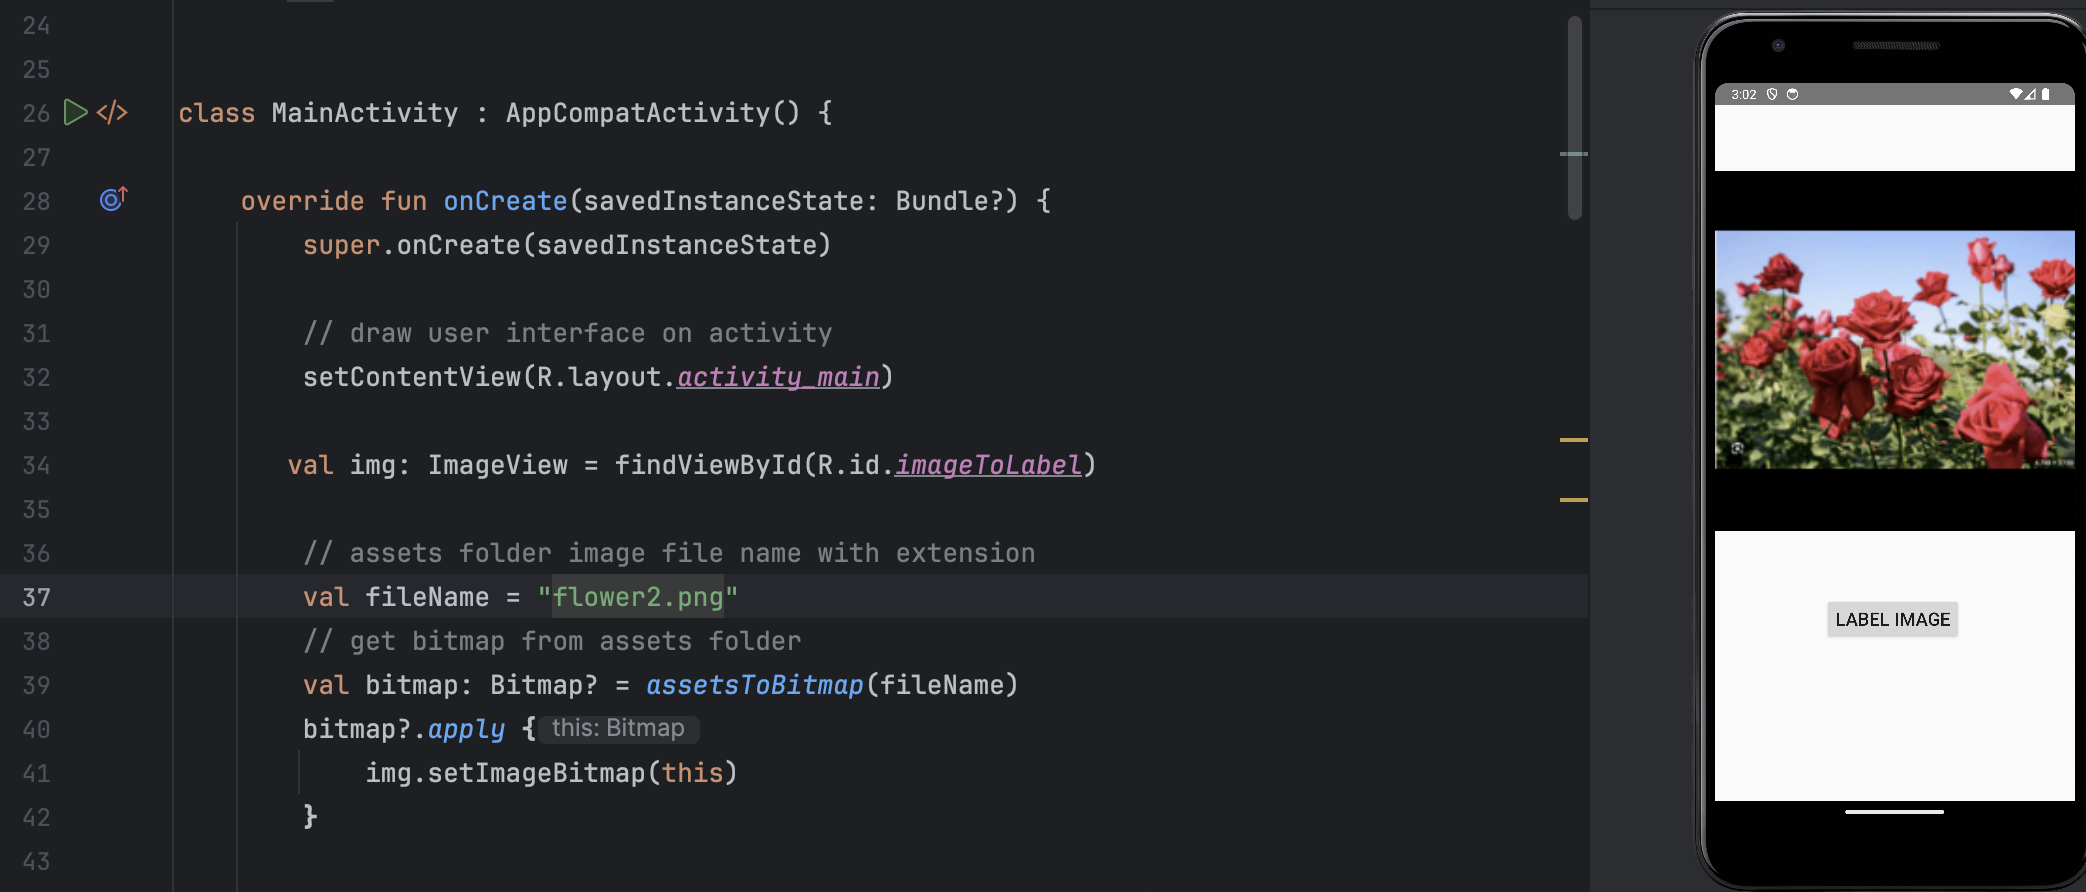 24
25
26 class MainActivity : AppCompatActivity() {
27
28 override fun onCreate(savedInstanceState: Bundle?) {
29 super.onCreate(savedInstanceState)
30
31 // draw user interface on activity
32 setContentView(R.layout.activity_main)
33
34 val img: ImageView = findViewById(R.id.imageToLabel)
35
36 // assets folder image file name with extension
37 val fileName = "flower2.png"
38 // get bitmap from assets folder
39 val bitmap: Bitmap? = assetsToBitmap(fileName)
40 bitmap?.apply { this: Bitmap
41 img.setImageBitmap(this)
42 }
43
3:02
LABEL IMAGE